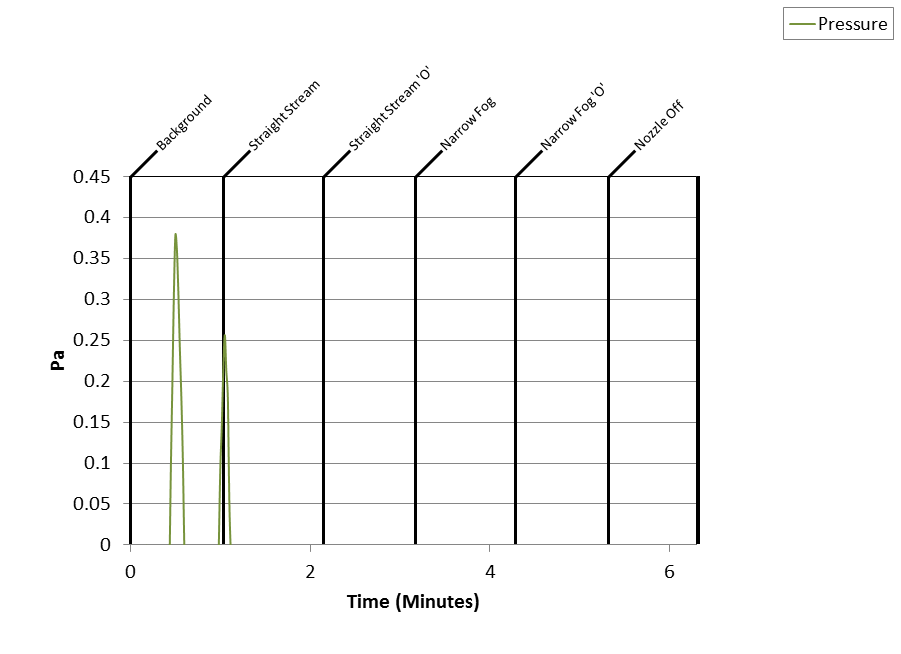 Pressure
Background
Straight Stream
Straight Stream 'O'
Narrow Fog
Narrow Fog 'O'
Nozzle Off
0.45
0.4
0.35
0.3
0.25
0.2
0.15
0.1
0.05
0
Pa
0 2 4 6
Time (Minutes)